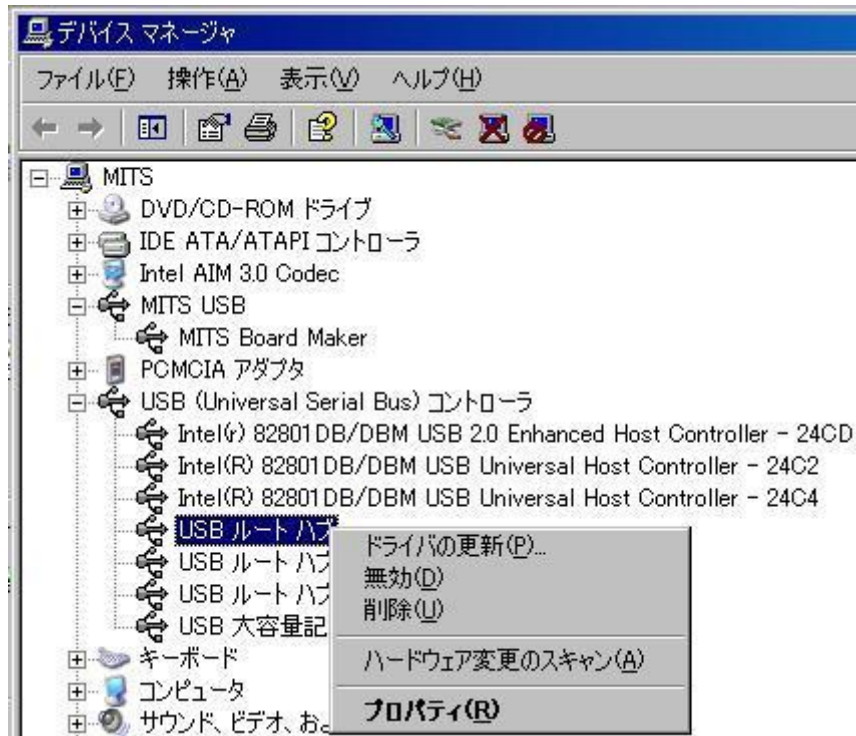 デバイス マネージャ
ファイル(F) 操作(A) 表示(V) ヘルプ(H)
MITS
DVD/CD-ROM ドライブ
IDE ATA/ATAPI コントローラ
Intel AIM 3.0 Codec
MITS USB
MITS Board Maker
PCMCIA アダプタ
USB (Universal Serial Bus) コントローラ
Intel(r) 82801DB/DBM USB 2.0 Enhanced Host Controller - 24CD
Intel(R) 82801DB/DBM USB Universal Host Controller - 24C2
Intel(R) 82801DB/DBM USB Universal Host Controller - 24C4
USB ルート ハブ
USB ルート ハブ
USB ルート ハブ
USB 大容量記
キーボード
コンピュータ
サウンド、ビデオ、およ
ドライバの更新(P)...
無効(D)
削除(U)
ハードウェア変更のスキャン(A)
プロパティ(R)